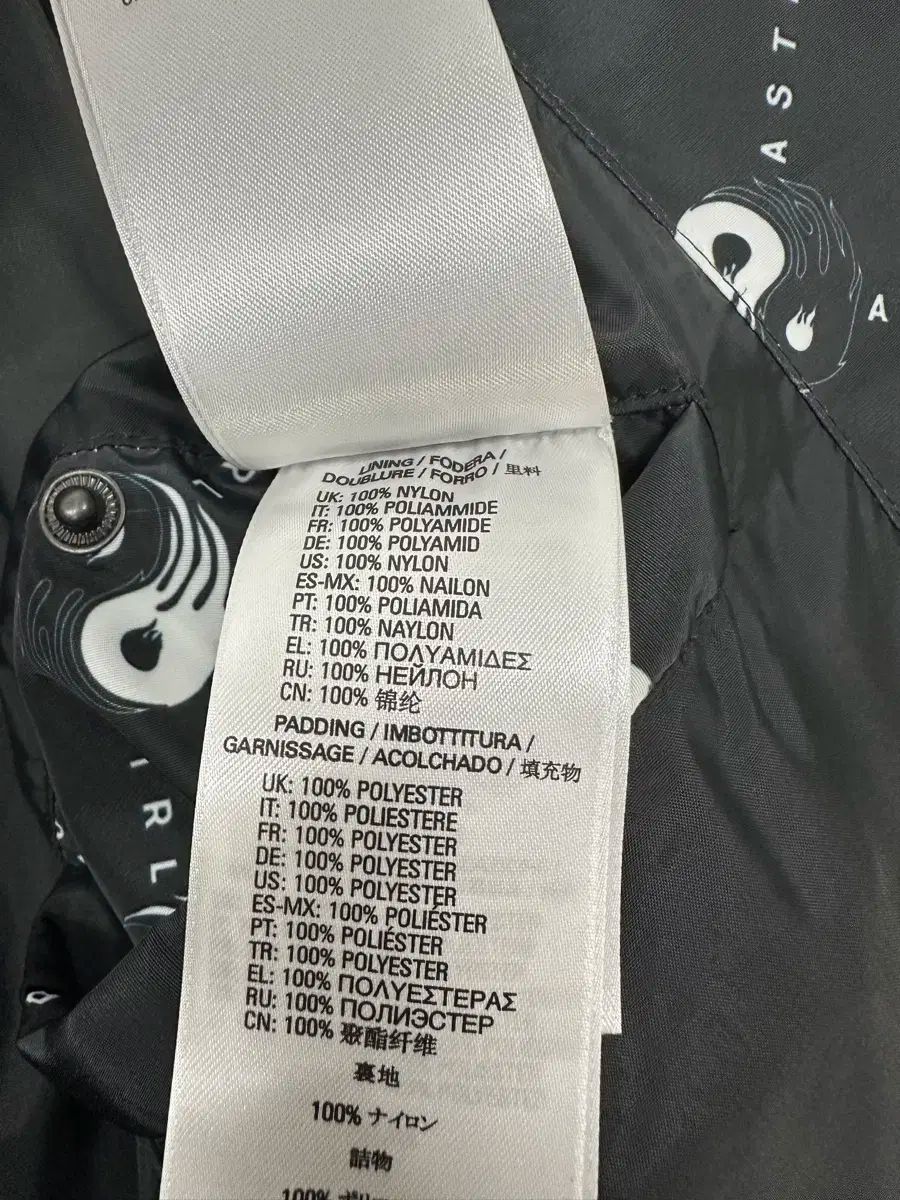 LINING / FODERA /
DOUBLURE / FORRO / 里料
UK: 100% NYLON
IT: 100% POLIAMMIDE
FR: 100% POLYAMIDE
DE: 100% POLYAMID
US: 100% NYLON
ES-MX: 100% NAILON
PT: 100% POLIAMIDA
TR: 100% NAYLON
EL: 100% ΠΟΛΥΑΜΙΔΕΣ
RU: 100% НЕЙЛОН
CN: 100% 锦纶
PADDING / IMBOTTITURA /
GARNISSAGE / ACOLCHADO / 填充物
UK: 100% POLYESTER
IT: 100% POLIESTERE
FR: 100% POLYESTER
DE: 100% POLYESTER
US: 100% POLYESTER
ES-MX: 100% POLIÉSTER
PT: 100% POLIÉSTER
TR: 100% POLYESTER
EL: 100% ΠΟΛΥΕΣΤΕΡΑΣ
RU: 100% ПОЛИЭСТЕР
CN: 100% 聚酯纤维
裏地
100% ナイロン
詰物
100%
A S T
A
I R L